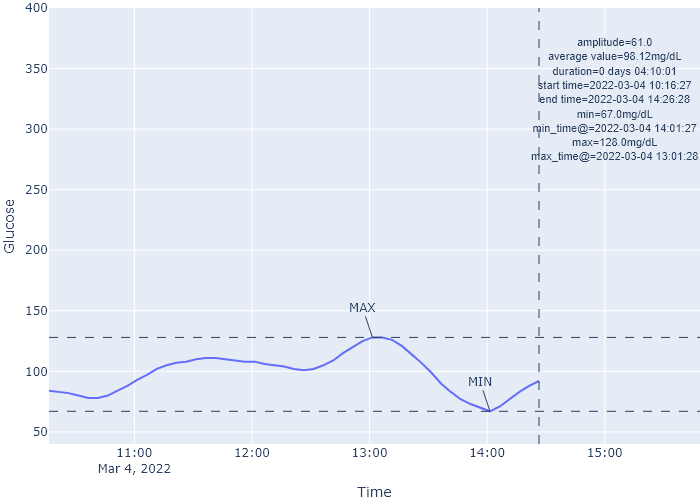 400
350
300
250
200
150
100
50
Glucose
amplitude=61.0
average value=98.12mg/dL
duration=0 days 04:10:01
start time=2022-03-04 10:16:27
end time=2022-03-04 14:26:28
min=67.0mg/dL
min_time@=2022-03-04 14:01:27
max=128.0mg/dL
max_time@=2022-03-04 13:01:28
MAX
MIN
11:00
12:00
13:00
14:00
15:00
Mar 4, 2022
Time